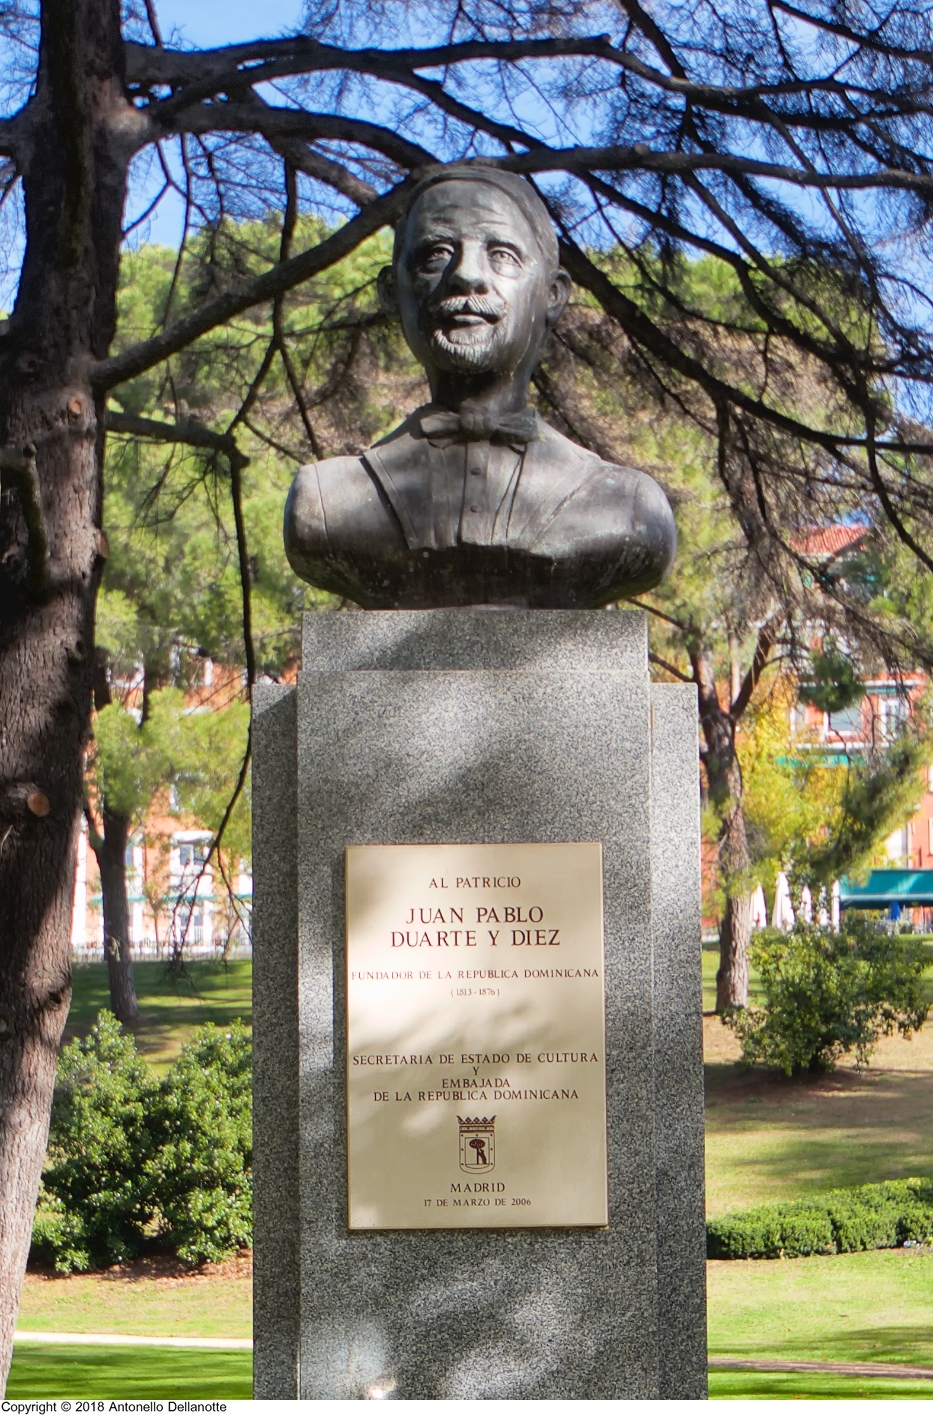 AL PATRICIO
JUAN PABLO
DUARTE Y DIEZ
FUNDADOR DE LA REPUBLICA DOMINICANA
(1813-1876)
SECRETARIA DE ESTADO DE CULTURA
Y
EMBAJADA
DE LA REPUBLICA DOMINICANA
MADRID
17 DE MARZO DE 2006
Copyright © 2018 Antonello Dellanotte